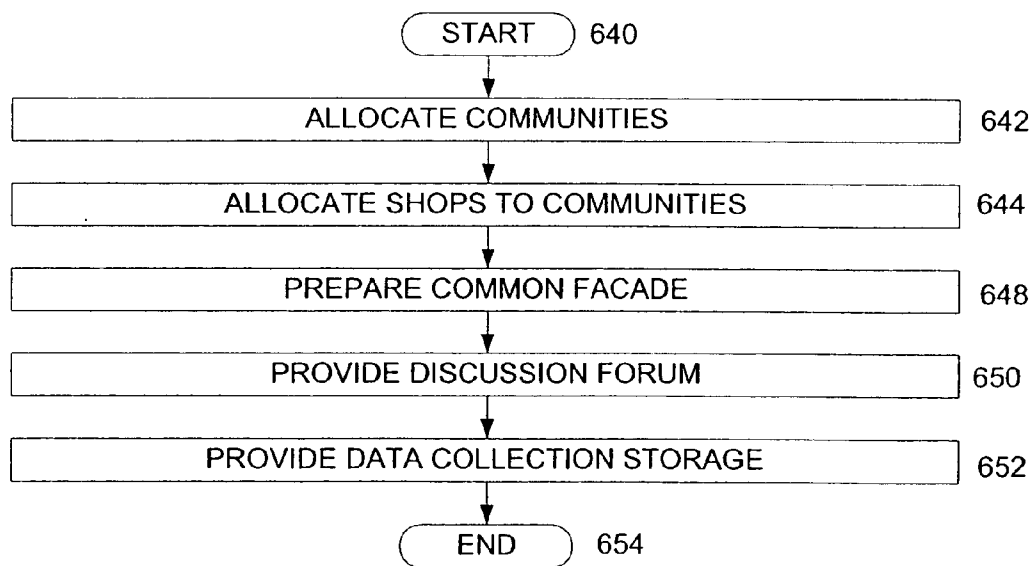 START 640
ALLOCATE COMMUNITIES 642
ALLOCATE SHOPS TO COMMUNITIES 644
PREPARE COMMON FACADE 648
PROVIDE DISCUSSION FORUM 650
PROVIDE DATA COLLECTION STORAGE 652
END 654